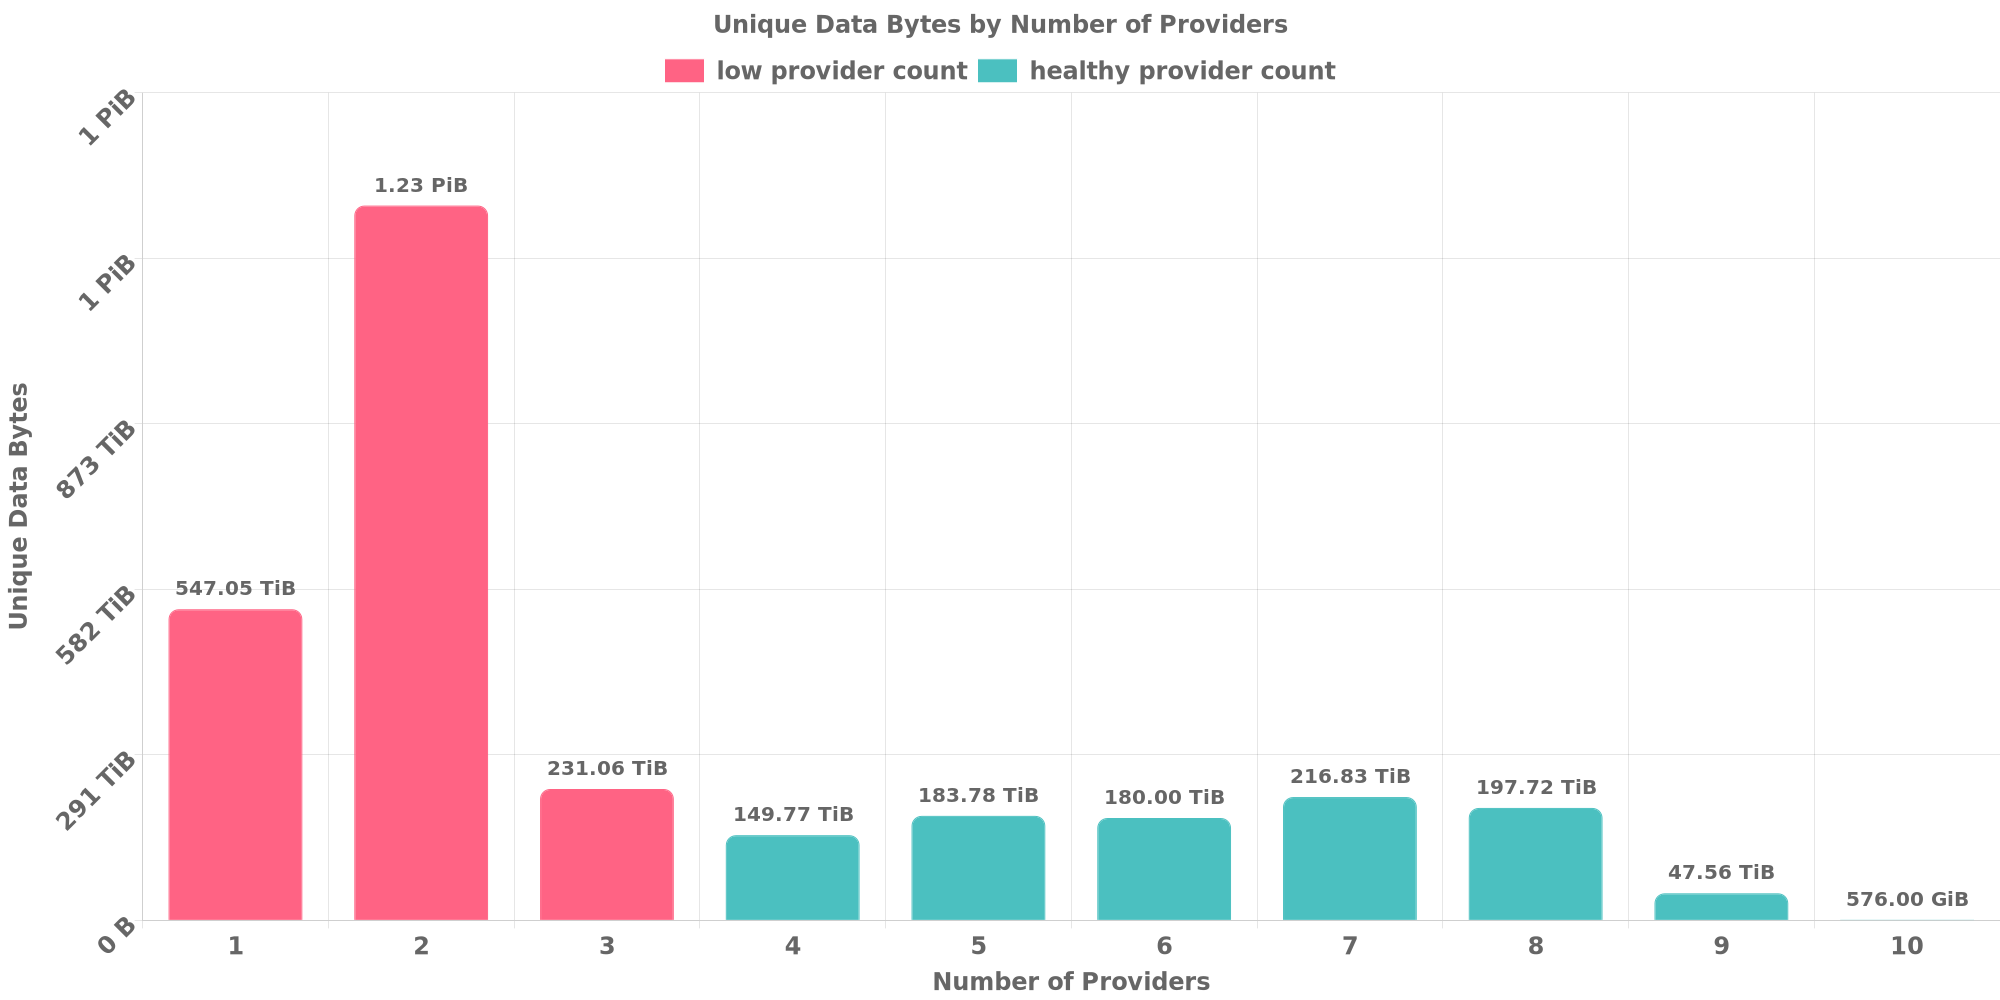 Unique Data Bytes by Number of Providers
low provider count healthy provider count
1 PiB
1 PiB
873 TiB
582 TiB
291 TiB
0 B
Unique Data Bytes
547.05 TiB
1.23 PiB
231.06 TiB
149.77 TiB
183.78 TiB
180.00 TiB
216.83 TiB
197.72 TiB
47.56 TiB
576.00 GiB
1 2 3 4 5 6 7 8 9 10
Number of Providers